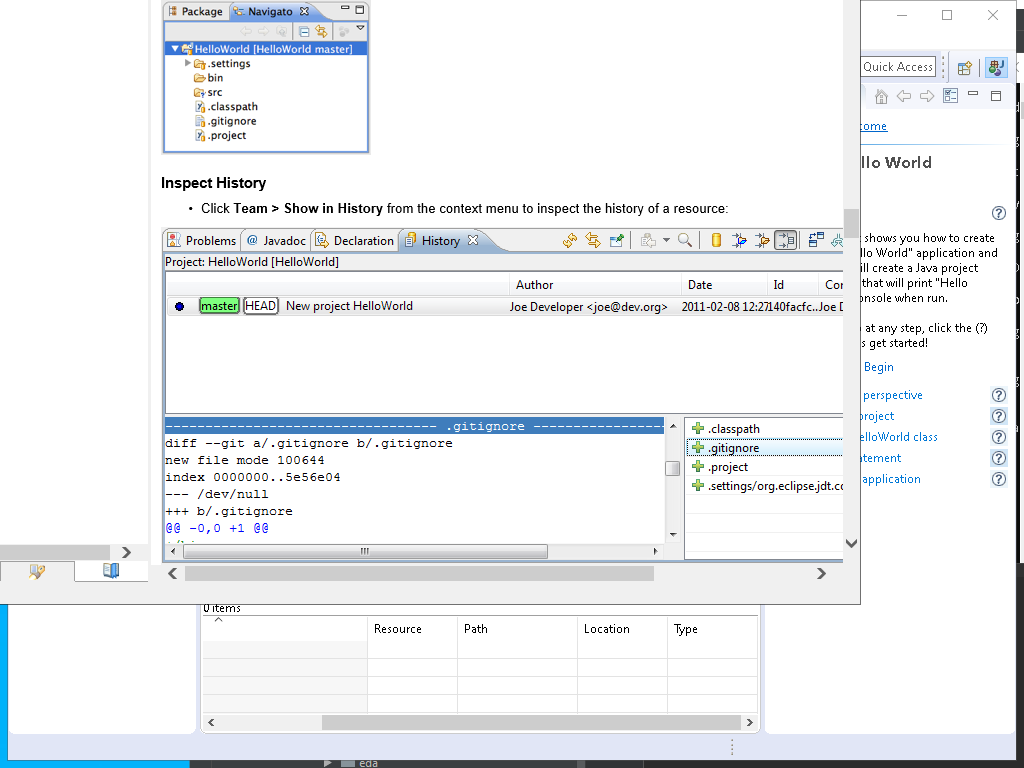 Package Navigato
HelloWorld [HelloWorld master]
.settings
bin
src
.classpath
.gitignore
.project
Inspect History
• Click Team > Show in History from the context menu to inspect the history of a resource:
Problems @ Javadoc Declaration History
Project: HelloWorld [HelloWorld]
Author Date Id Cor
master HEAD New project HelloWorld Joe Developer <joe@dev.org> 2011-02-08 12:27 140facfc... Joe D
.gitignore
diff --git a/.gitignore b/.gitignore
new file mode 100644
index 0000000..5e56e04
--- /dev/null
+++ b/.gitignore
@@ -0,0 +1 @@
.classpath
.gitignore
.project
.settings/org.eclipse.jdt.co
Quick Access
ome
llo World
shows you how to create
llo World" application and
ill create a Java project
that will print "Hello
onsole when run.
at any step, click the (?)
s get started!
Begin
perspective
project
elloWorld class
atement
application
0 items
Resource Path Location Type
eda